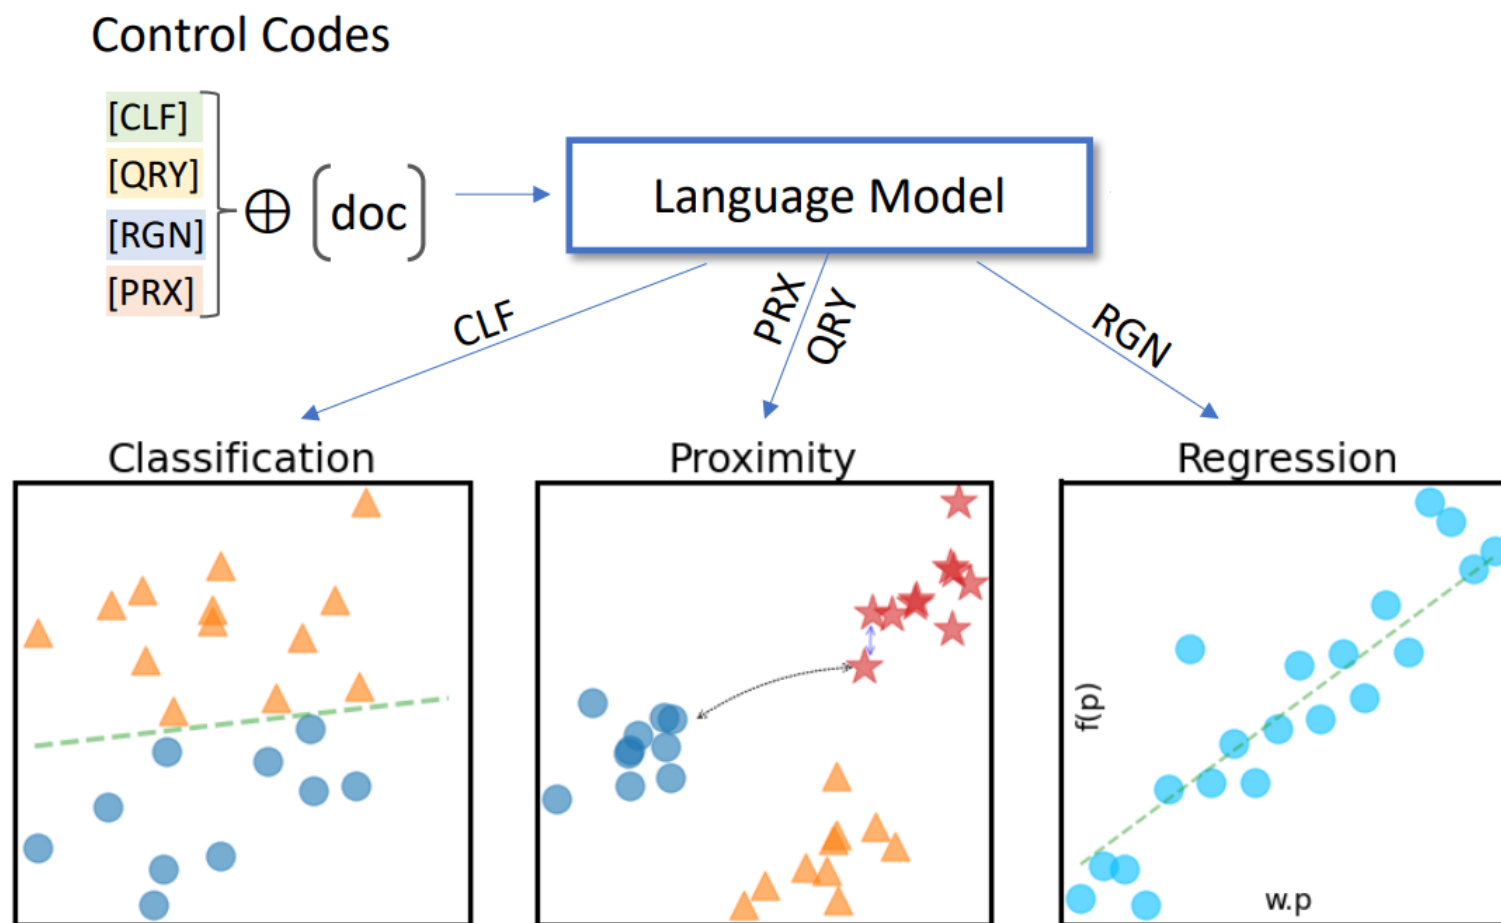 Control Codes
[CLF]
[QRY]
[RGN]
[PRX]
⊕
[doc]
Language Model
CLF
PRX
QRY
RGN
Classification
Proximity
Regression
f(p)
w.p